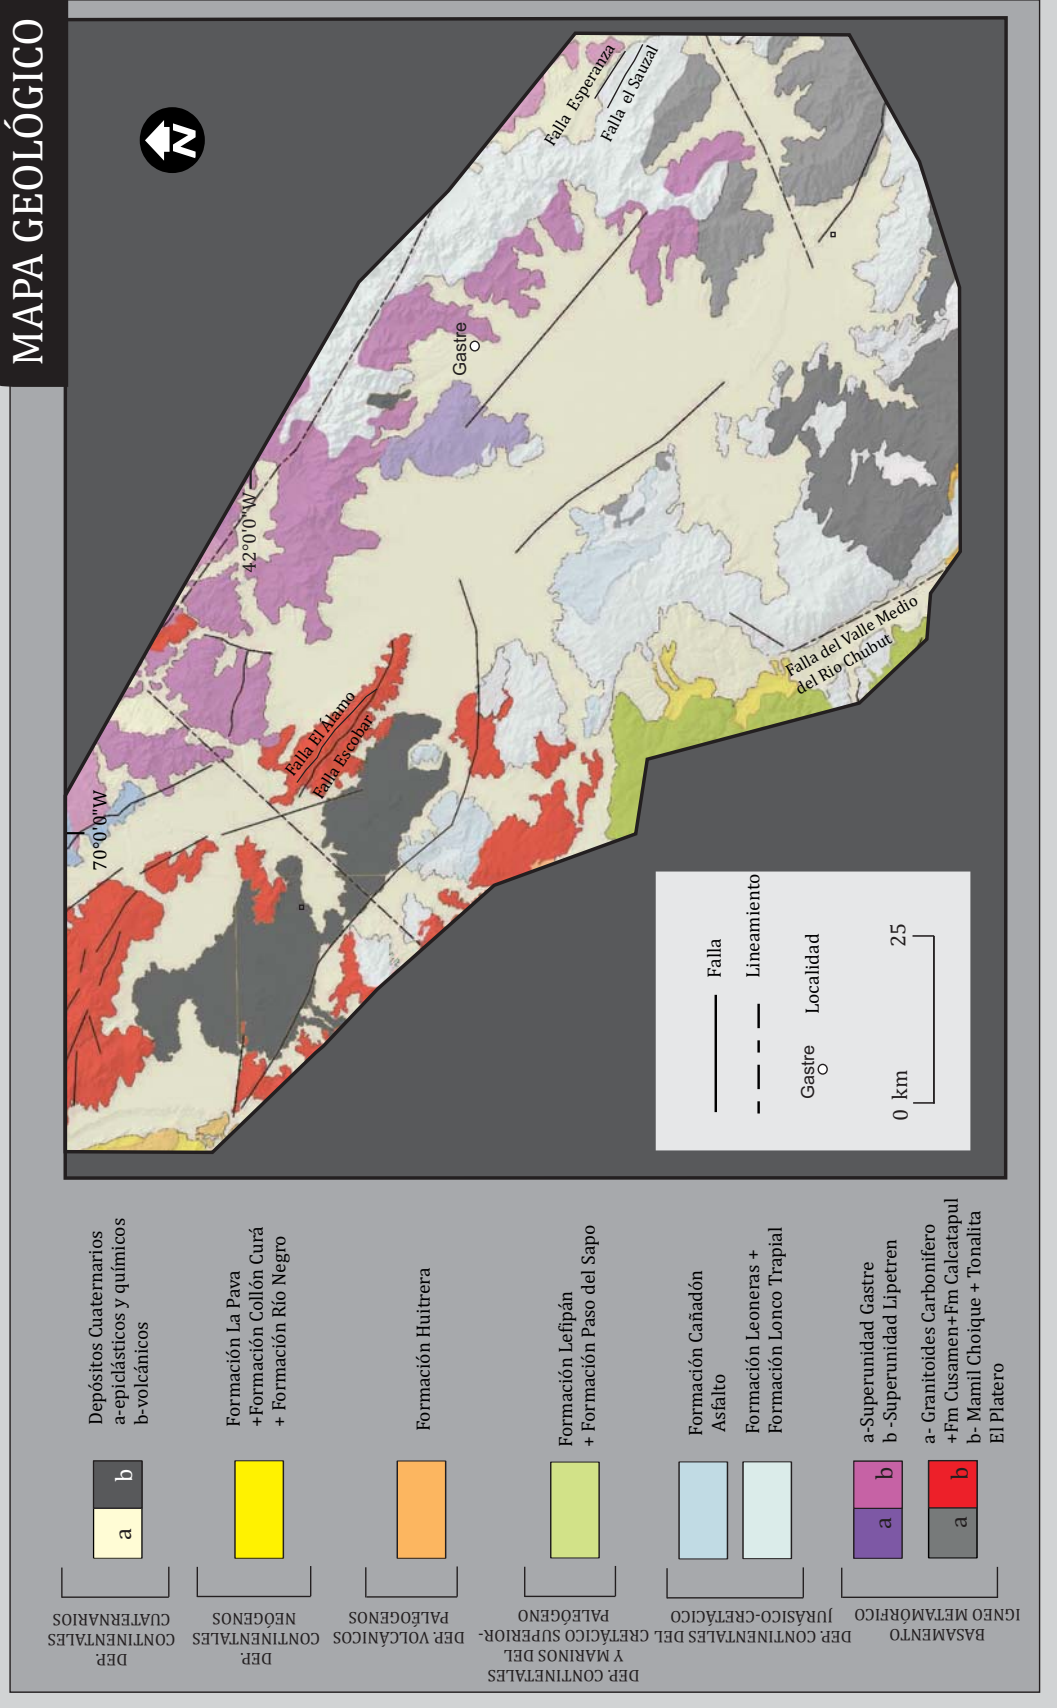 MAPA GEOLÓGICO
N
Falla Esperanza
Falla el Sauzal
Gastre
42°0'0"W
70°0'0"W
Falla El Álamo
Falla Escobar
Falla del Valle Medio
del Rio Chubut
Falla
Lineamiento
Gastre
Localidad
0 km
25
DEP.
CONTINENTALES
CUATERNARIOS
a
b
Depósitos Cuaternarios
a-epiclásticos y químicos
b-volcánicos
DEP.
CONTINENTALES
NEÓGENOS
Formación La Pava
+Formación Collón Curá
+ Formación Río Negro
DEP. VOLCÁNICOS
PALEÓGENOS
Formación Huitrera
DEP. CONTINETALES
Y MARINOS DEL
CRETÁCICO SUPERIOR-
PALEÓGENO
Formación Lefipán
+ Formación Paso del Sapo
DEP. CONTINENTALES DEL
JURASICO-CRETÁCICO
Formación Cañadón
Asfalto
Formación Leoneras +
Formación Lonco Trapial
BASAMENTO
IGNEO METAMÓRFICO
a
b
a-Superunidad Gastre
b -Superunidad Lipetren
a
b
a- Granitoides Carbonifero
+Fm Cusamen+Fm Calcatapul
b- Mamil Choique + Tonalita
El Platero